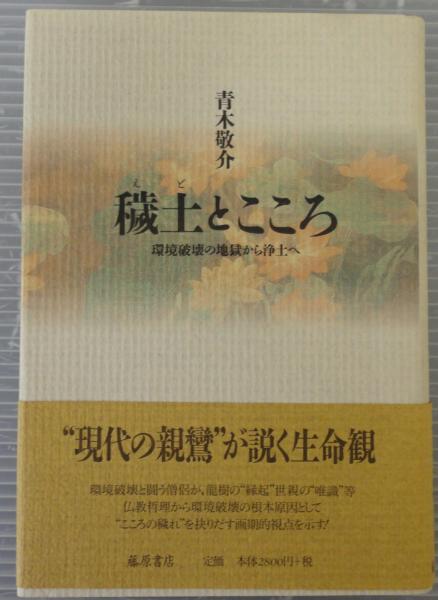 青木敬介
えど
穢土とこころ
環境破壊の地獄から浄土へ
“現代の親鸞”が説く生命観
環境破壊と闘う僧侶が、龍樹の“縁起”世親の“唯識”等
仏教哲理から環境破壊の根本原因として
“こころの穢れ”を抉りだす画期的視点を示す!
藤原書店 定価 本体2800円+税